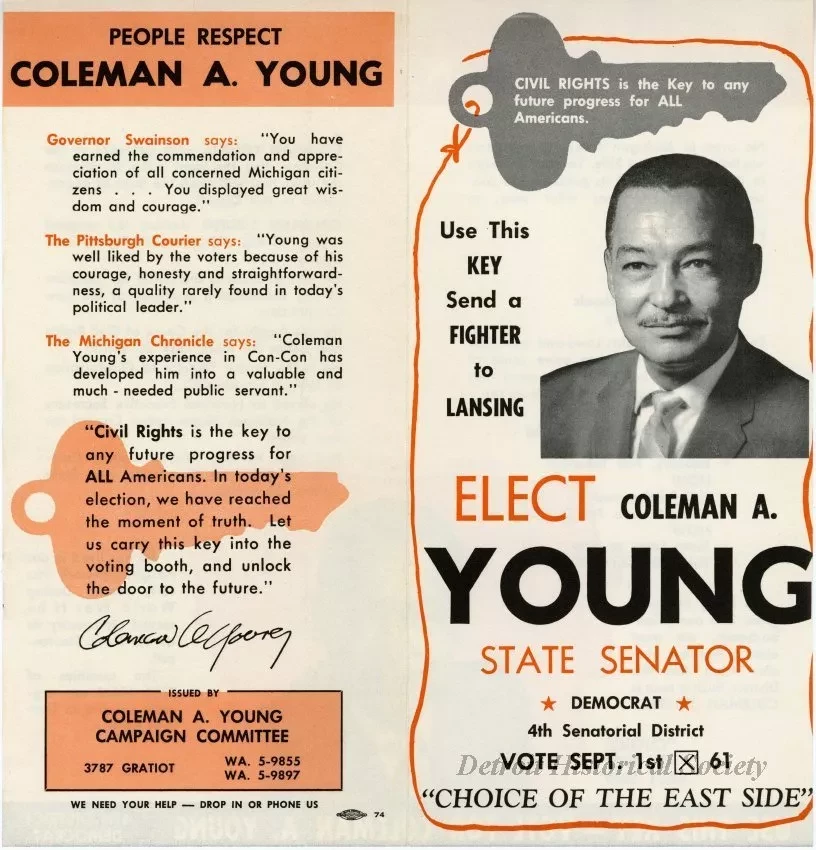 PEOPLE RESPECT
COLEMAN A. YOUNG
Governor Swainson says: "You have
earned the commendation and appre-
ciation of all concerned Michigan citi-
zens . . . You displayed great wis-
dom and courage."
The Pittsburgh Courier says: "Young was
well liked by the voters because of his
courage, honesty and straightforward-
ness, a quality rarely found in today's
political leader."
The Michigan Chronicle says: "Coleman
Young's experience in Con-Con has
developed him into a valuable and
much - needed public servant."
"Civil Rights is the key to
any future progress for
ALL Americans. In today's
election, we have reached
the moment of truth. Let
us carry this key into the
voting booth, and unlock
the door to the future."
Coleman A Young
ISSUED BY
COLEMAN A. YOUNG
CAMPAIGN COMMITTEE
3787 GRATIOT
WA. 5-9855
WA. 5-9897
WE NEED YOUR HELP — DROP IN OR PHONE US
74
CIVIL RIGHTS is the Key to any
future progress for ALL
Americans.
Use This
KEY
Send a
FIGHTER
to
LANSING
ELECT COLEMAN A.
YOUNG
STATE SENATOR
★ DEMOCRAT ★
4th Senatorial District
VOTE SEPT. 1st ☒ 61
Detroit Historical Society
"CHOICE OF THE EAST SIDE"